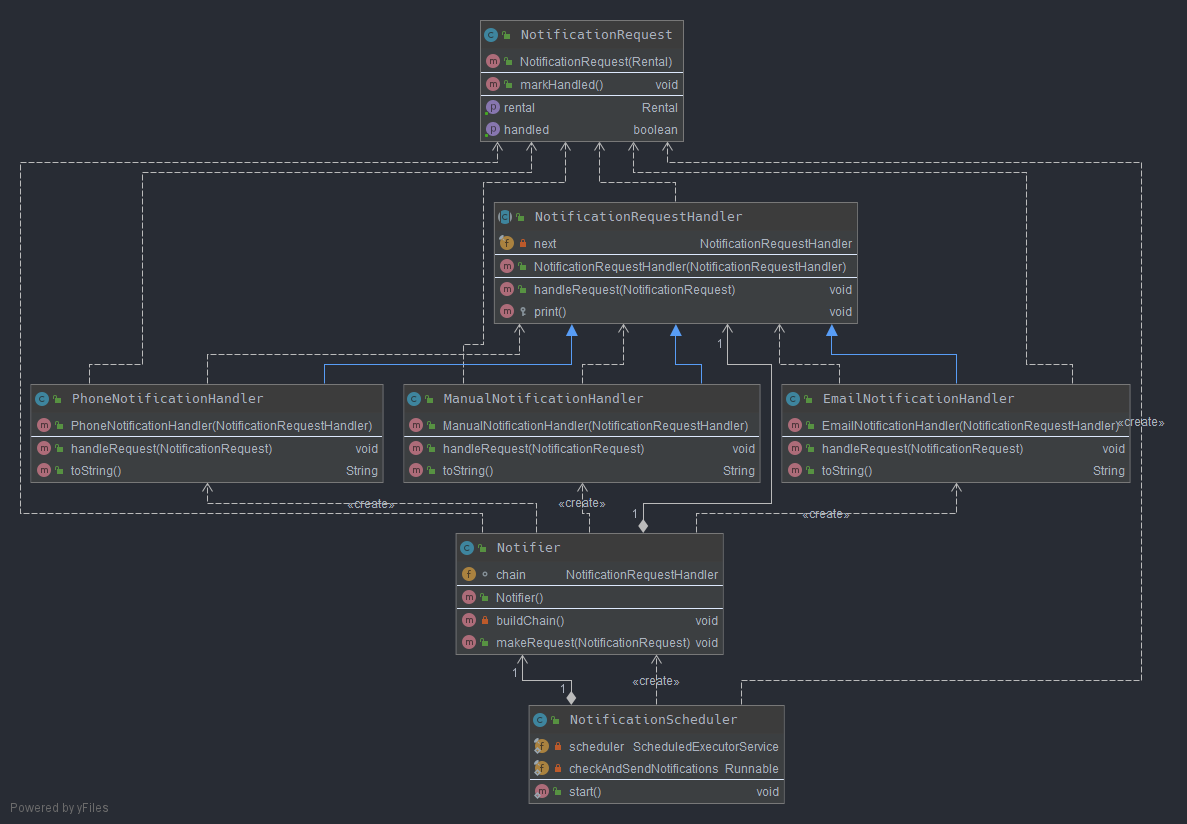 NotificationRequest
NotificationRequest(Rental)
markHandled() void
rental Rental
handled boolean
NotificationRequestHandler
next NotificationRequestHandler
NotificationRequestHandler(NotificationRequestHandler)
handleRequest(NotificationRequest) void
print() void
1
PhoneNotificationHandler
PhoneNotificationHandler(NotificationRequestHandler)
handleRequest(NotificationRequest) void
toString() String
ManualNotificationHandler
ManualNotificationHandler(NotificationRequestHandler)
handleRequest(NotificationRequest) void
toString() String
EmailNotificationHandler
EmailNotificationHandler(NotificationRequestHandler)
handleRequest(NotificationRequest) void
toString() String
«create»
«create»
«create»
1
«create»
Notifier
chain NotificationRequestHandler
Notifier()
buildChain() void
makeRequest(NotificationRequest) void
1
1
«create»
NotificationScheduler
scheduler ScheduledExecutorService
checkAndSendNotifications Runnable
start() void
Powered by yFiles